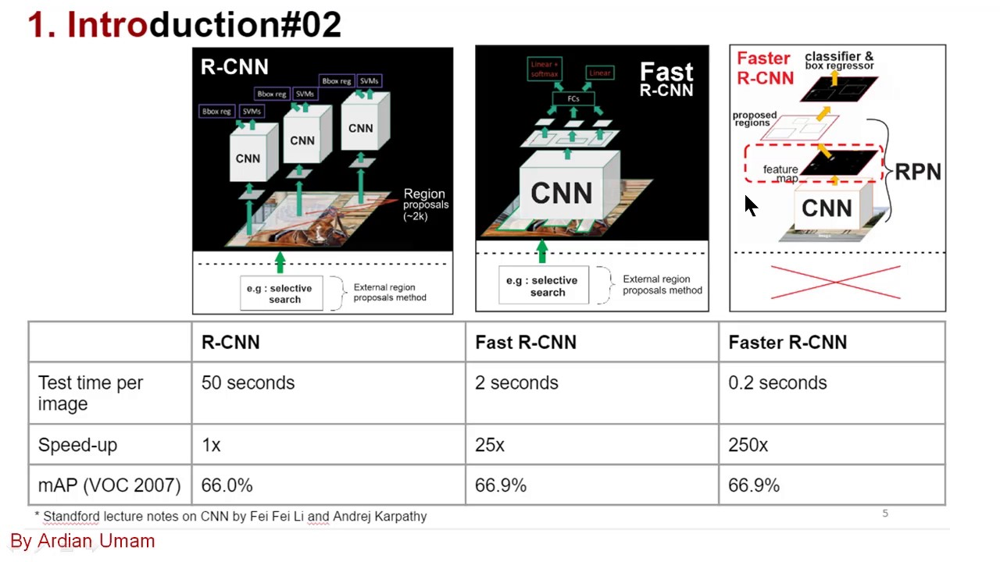 1. Introduction#02
R-CNN
Bbox reg
SVMs
Bbox reg
SVMs
Bbox reg
SVMs
CNN
CNN
CNN
Region
proposals
(~2k)
e.g : selective
search
External region
proposals method
Fast
R-CNN
Linear +
softmax
Linear
FCs
CNN
e.g : selective
search
External region
proposals method
Faster
R-CNN
classifier &
box regressor
proposed
regions
feature
map
RPN
CNN
image
R-CNN Fast R-CNN Faster R-CNN
Test time per
image
50 seconds 2 seconds 0.2 seconds
Speed-up 1x 25x 250x
mAP (VOC 2007) 66.0% 66.9% 66.9%
* Standford lecture notes on CNN by Fei Fei Li and Andrej Karpathy
5
By Ardian Umam